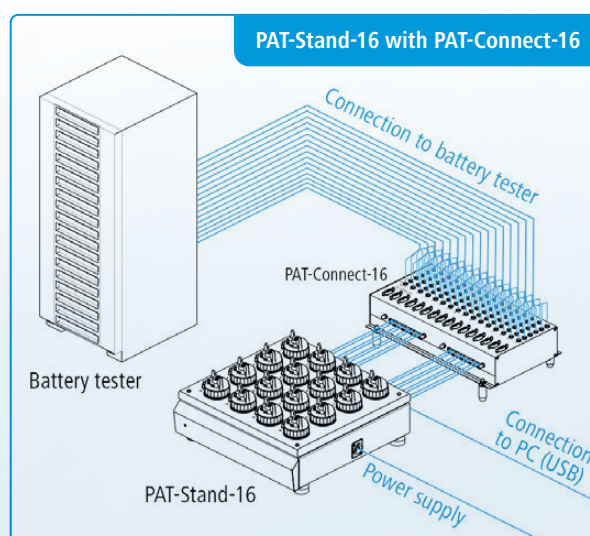 PAT-Stand-16 with PAT-Connect-16
Connection to battery tester
PAT-Connect-16
Battery tester
PAT-Stand-16
Connection
to PC (USB)
Power supply